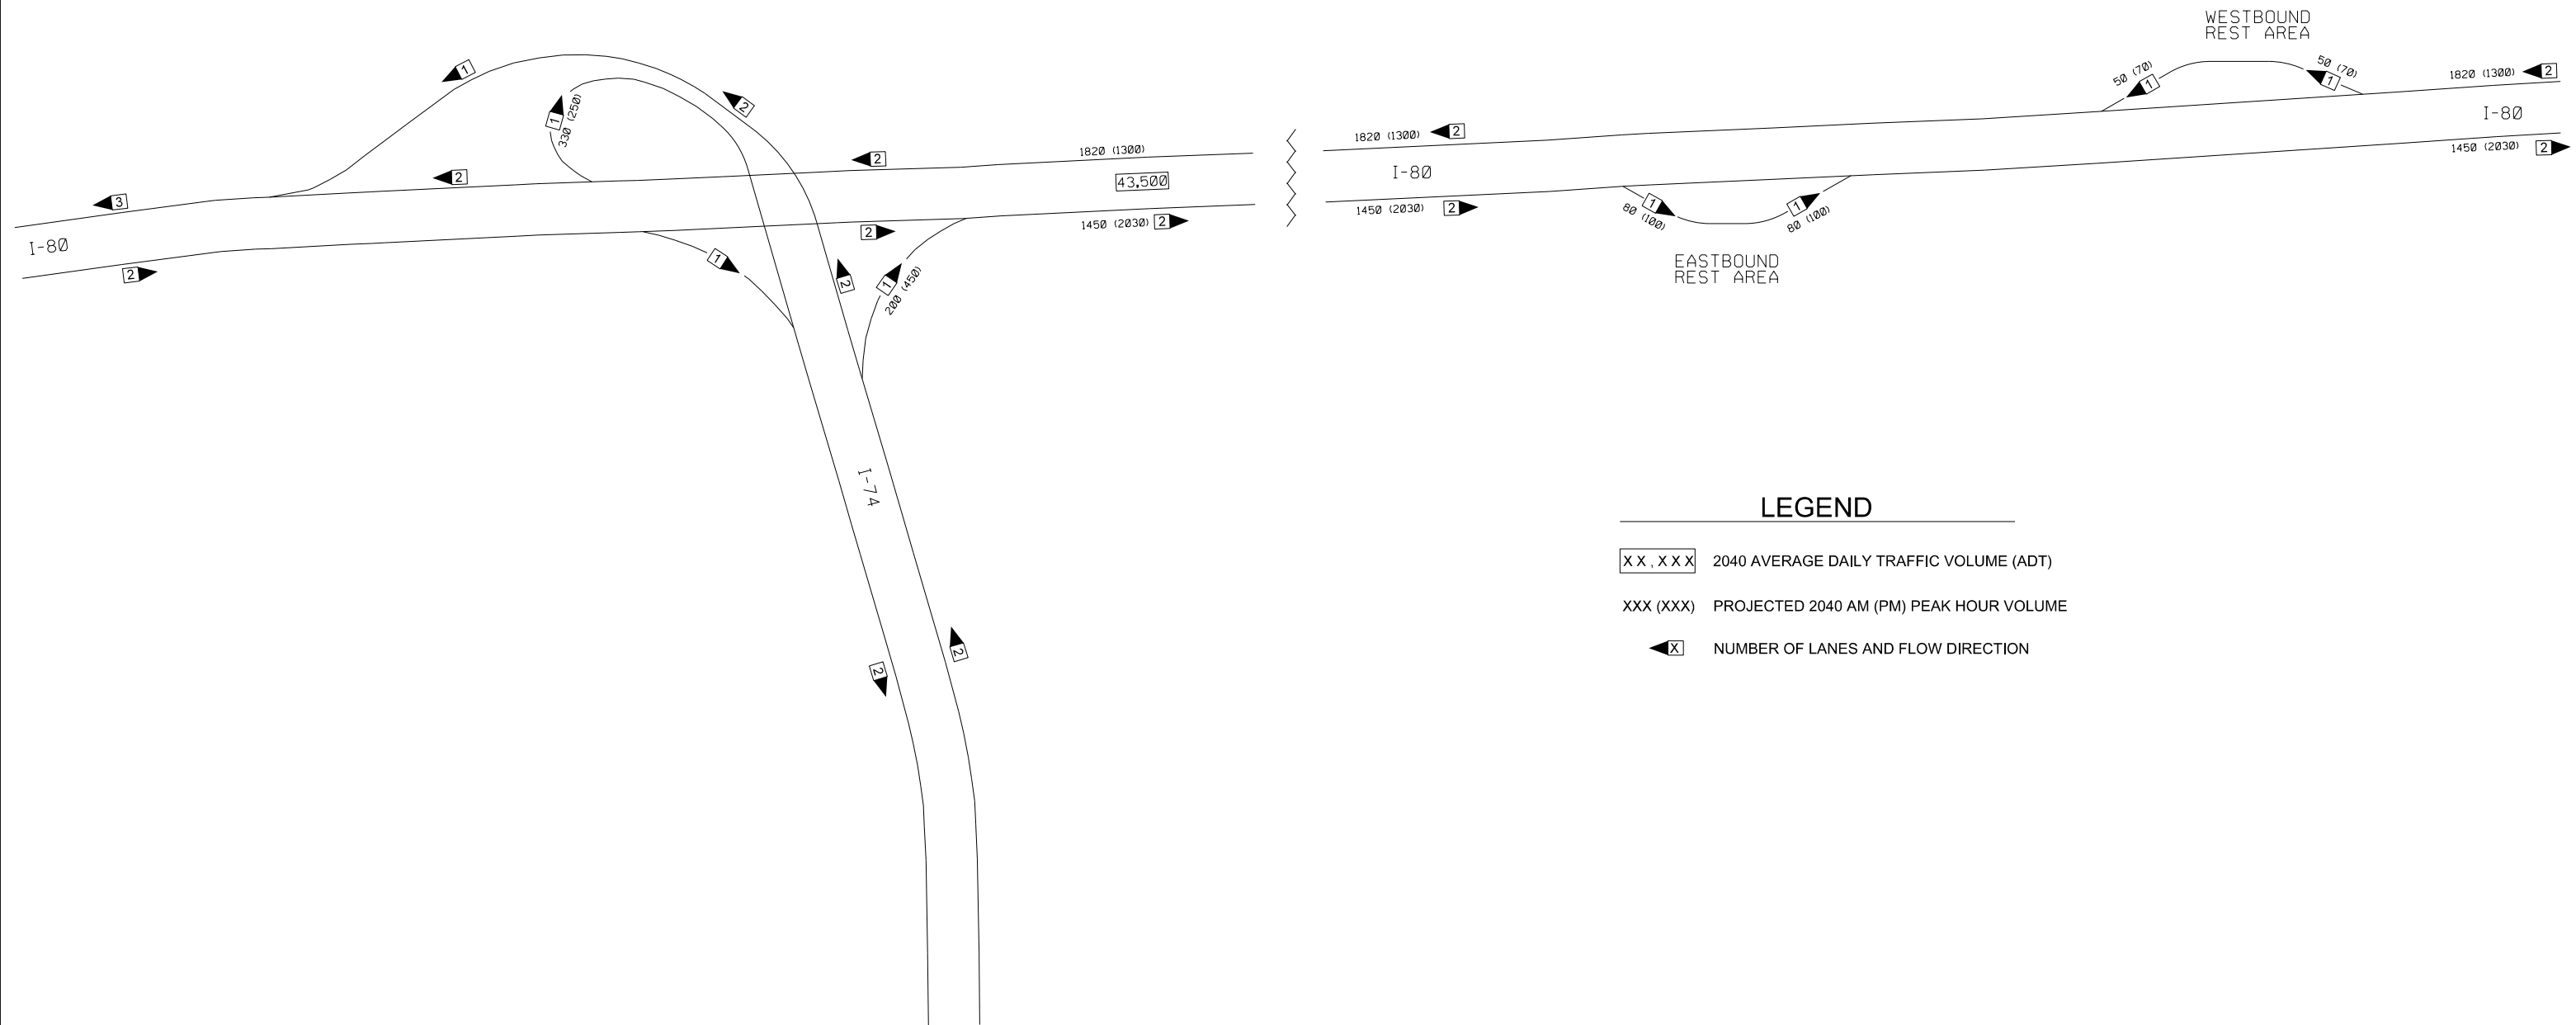 WESTBOUND
REST AREA
50 (70)
50 (70)
1820 (1300)
2
1
1
I-80
1450 (2030)
2
1820 (1300)
2
I-80
1450 (2030)
2
1
80 (100)
1
80 (100)
EASTBOUND
REST AREA
1
2
1
330 (250)
2
2
1820 (1300)
43,500
1450 (2030)
2
3
I-80
2
2
1
2
1
200 (450)
I-74
2
2
LEGEND
XX,XXX 2040 AVERAGE DAILY TRAFFIC VOLUME (ADT)
XXX (XXX) PROJECTED 2040 AM (PM) PEAK HOUR VOLUME
X NUMBER OF LANES AND FLOW DIRECTION